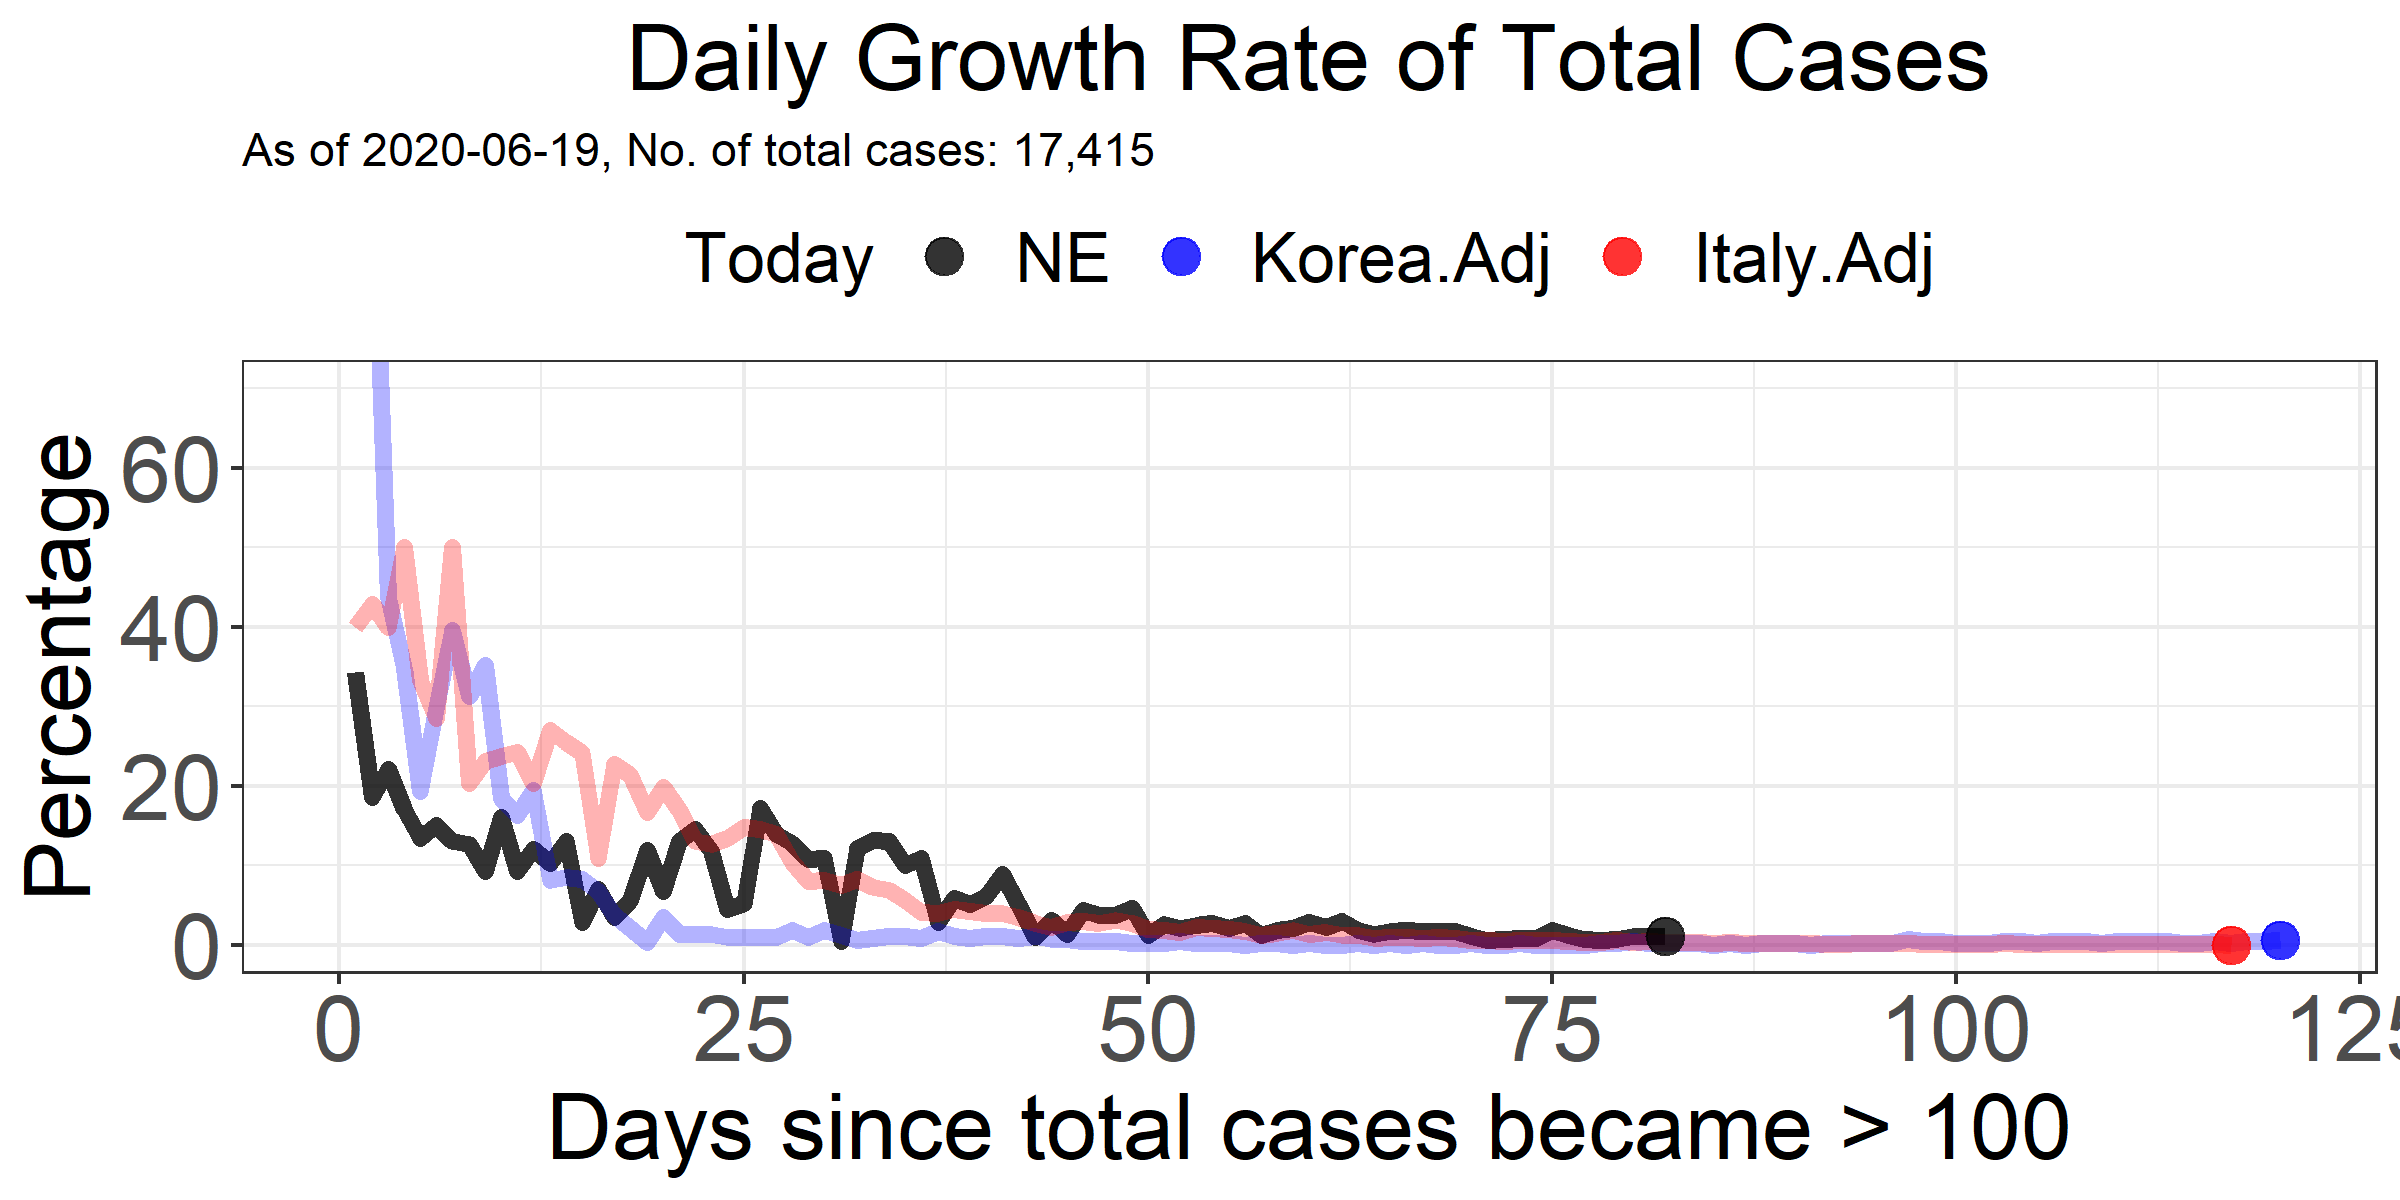 Daily Growth Rate of Total Cases
As of 2020-06-19, No. of total cases: 17,415
Today NE Korea.Adj Italy.Adj
Percentage
60
40
20
0
0 25 50 75 100 125
Days since total cases became > 100